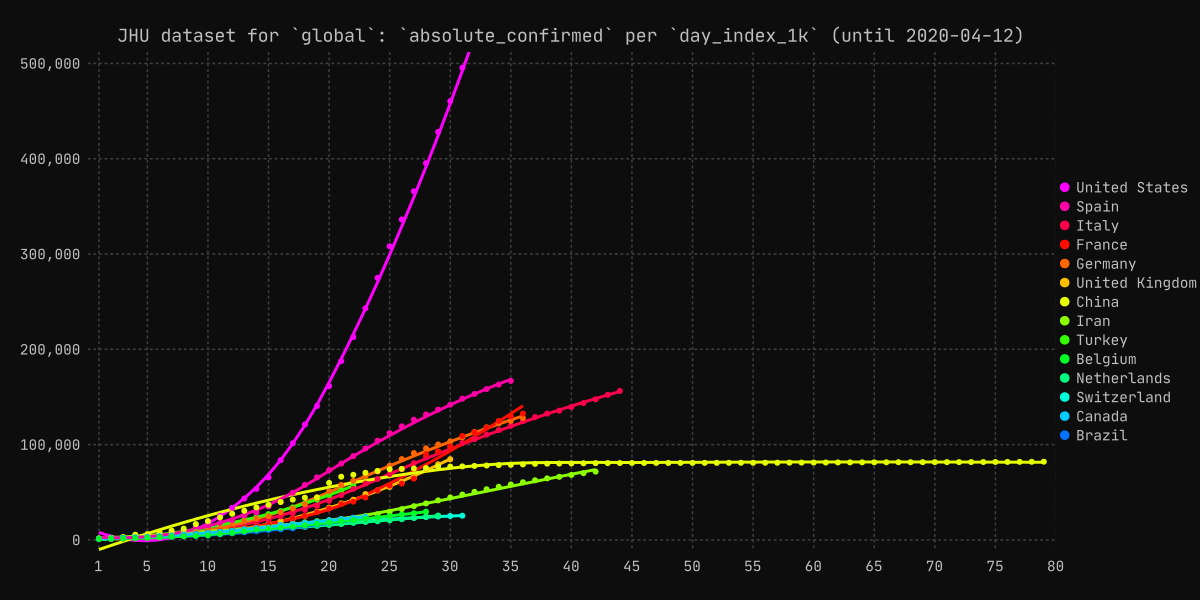 JHU dataset for `global`: `absolute_confirmed` per `day_index_1k` (until 2020-04-12)
500,000
400,000
300,000
200,000
100,000
0
1 5 10 15 20 25 30 35 40 45 50 55 60 65 70 75 80
United States
Spain
Italy
France
Germany
United Kingdom
China
Iran
Turkey
Belgium
Netherlands
Switzerland
Canada
Brazil